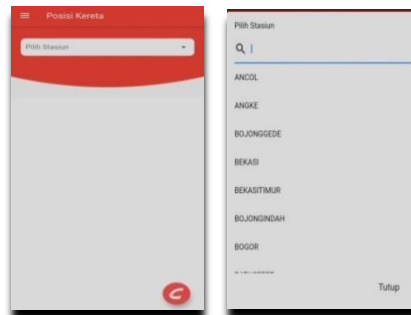 Posisi Kereta
Pilih Stasiun
Pilih Stasiun
ANCOL
ANGKE
BOJONGGEDE
BEKASI
BEKASITIMUR
BOJONGINDAH
BOGOR
Tutup